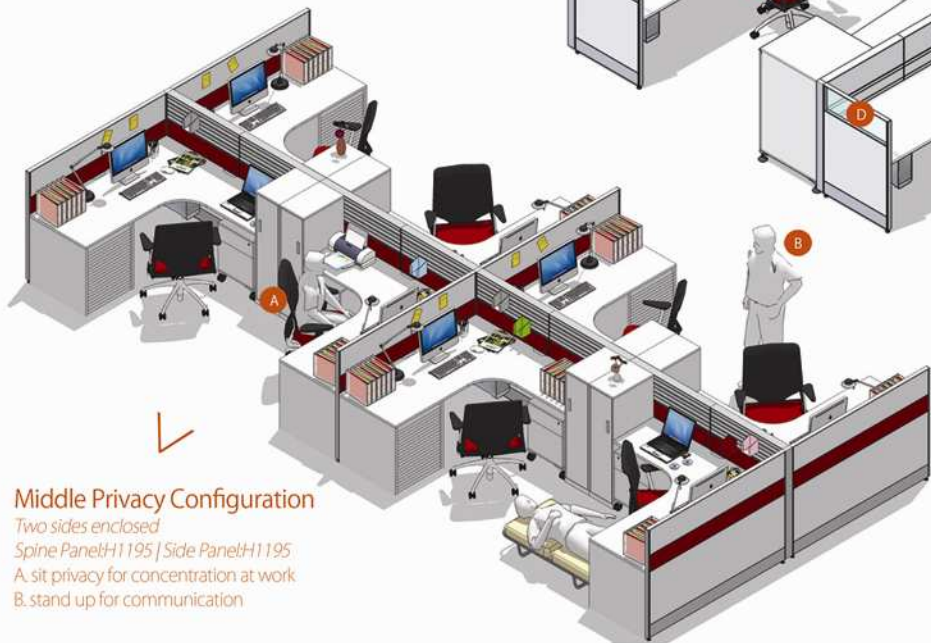 D
B
A
Middle Privacy Configuration
Two sides enclosed
Spine Panel:H1195 | Side Panel:H1195
A. sit privacy for concentration at work
B. stand up for communication